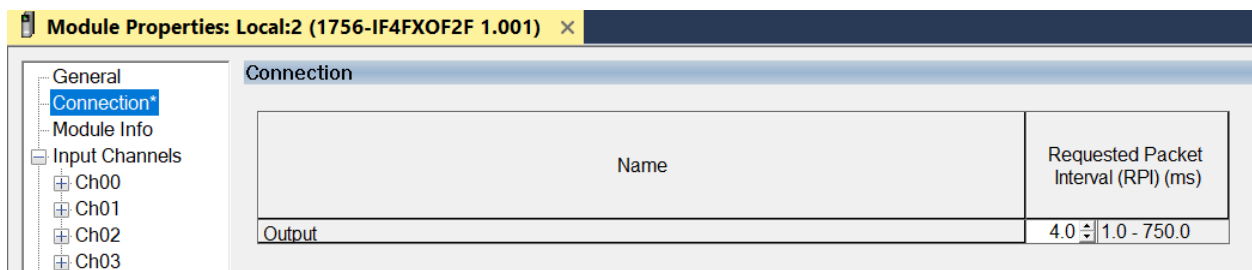 Module Properties: Local:2 (1756-IF4FXOF2F 1.001) ×
General
Connection*
Module Info
Input Channels
Ch00
Ch01
Ch02
Ch03
Connection
Name
Requested Packet
Interval (RPI) (ms)
Output
4.0 1.0 - 750.0